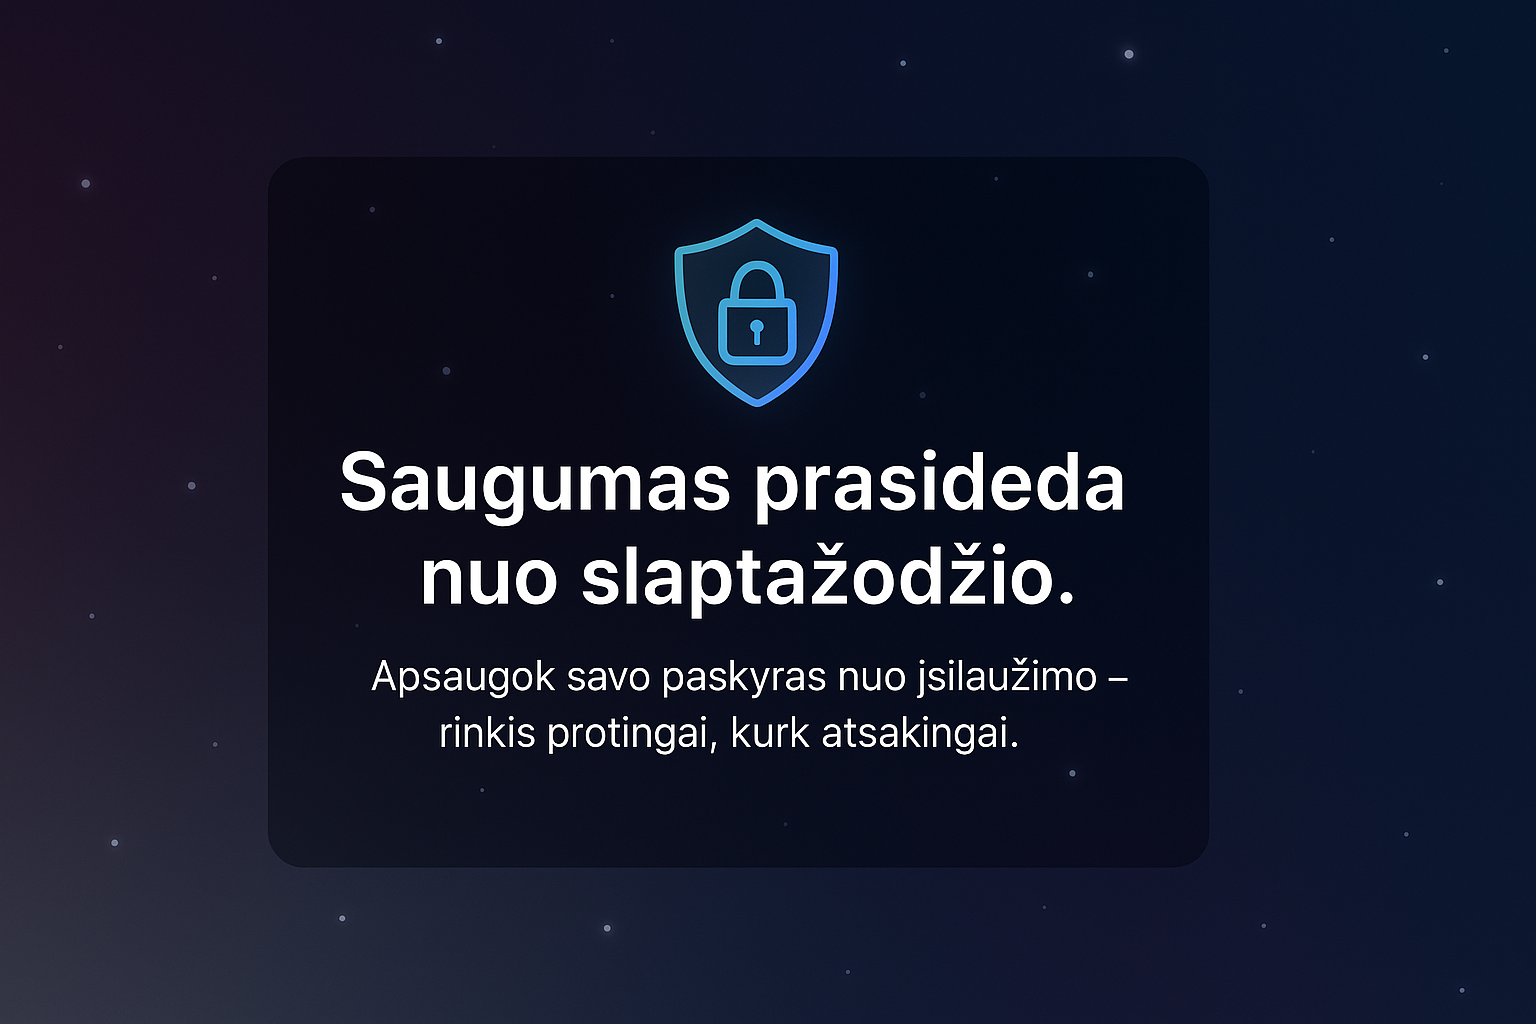 Saugumas prasideda
nuo slaptažodžio.
Apsaugok savo paskyras nuo įsilaužimo –
rinkis protingai, kurk atsakingai.